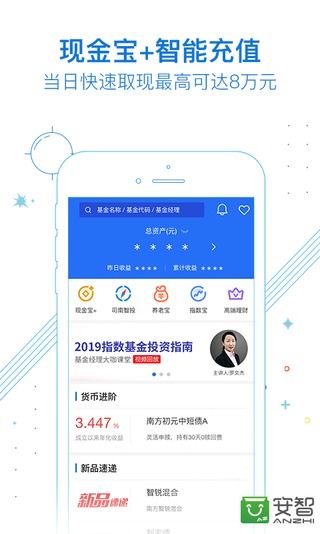 现金宝+智能充值
当日快速取现最高可达8万元
基金名称 / 基金代码 / 基金经理
总资产(元)
* * * *
昨日收益 ****
累计收益 ****
现金宝+
司南智投
养老宝
指数宝
高端理财
2019指数基金投资指南
基金经理大咖课堂 视频回放
主讲人:罗文杰
货币进阶
3.447%
成立以来年化收益
南方初元中短债A
灵活申赎，持有30天0赎回费
新品速递
新品速递
智锐混合
南方智锐混合
安智
ANZHI